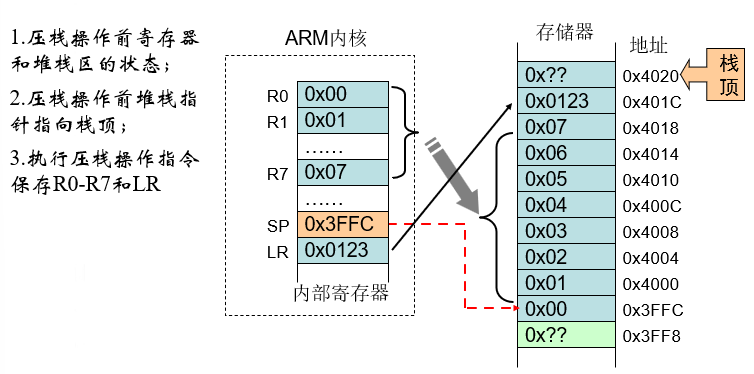 1.压栈操作前寄存器
和堆栈区的状态；
2.压栈操作前堆栈指
针指向栈顶；
3.执行压栈操作指令
保存R0-R7和LR
ARM内核
R0 0x00
R1 0x01
……
R7 0x07
……
SP 0x3FFC
LR 0x0123
内部寄存器
存储器 地址
0x?? 0x4020
0x0123 0x401C
0x07 0x4018
0x06 0x4014
0x05 0x4010
0x04 0x400C
0x03 0x4008
0x02 0x4004
0x01 0x4000
0x00 0x3FFC
0x?? 0x3FF8
栈
顶